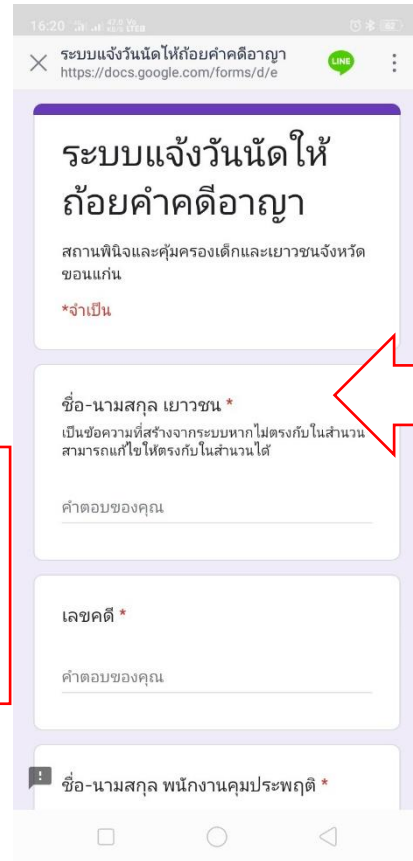 16:20
ระบบแจ้งวันนัดให้ถ้อยคำคดีอาญา
https://docs.google.com/forms/d/e
LINE
ระบบแจ้งวันนัดให้
ถ้อยคำคดีอาญา
สถานพินิจและคุ้มครองเด็กและเยาวชนจังหวัด
ขอนแก่น
*จำเป็น
ชื่อ-นามสกุล เยาวชน *
เป็นข้อความที่สร้างจากระบบหากไม่ตรงกับในสำนวน
สามารถแก้ไขให้ตรงกับในสำนวนได้
คำตอบของคุณ
เลขคดี *
คำตอบของคุณ
ชื่อ-นามสกุล พนักงานคุมประพฤติ *